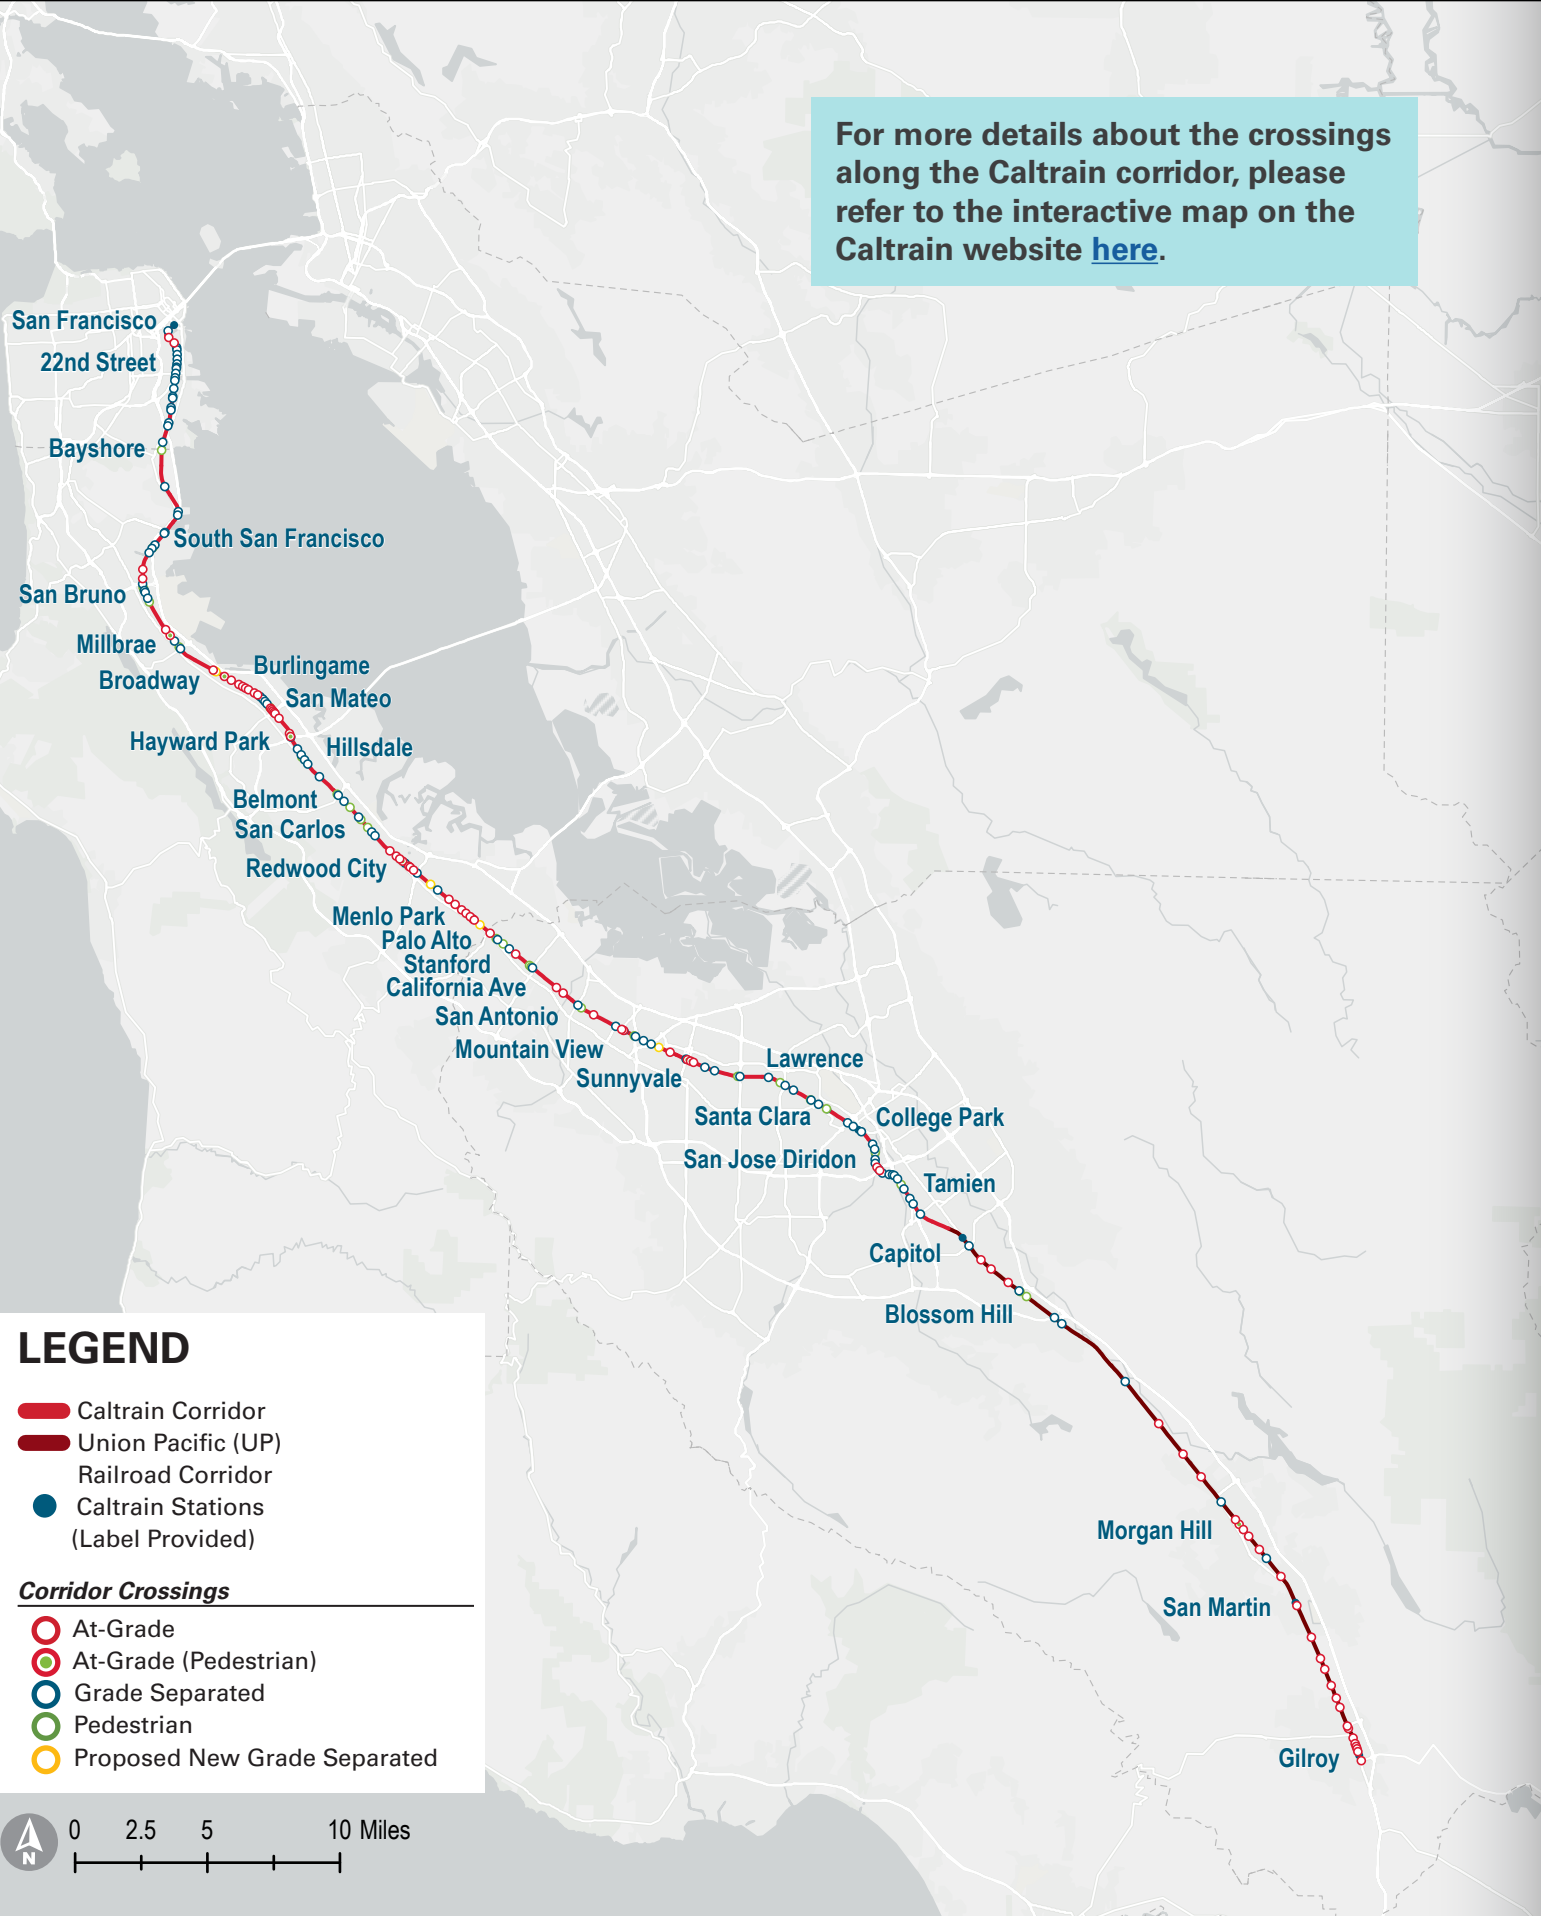 For more details about the crossings
along the Caltrain corridor, please
refer to the interactive map on the
Caltrain website here.
San Francisco
22nd Street
Bayshore
South San Francisco
San Bruno
Millbrae
Burlingame
Broadway
San Mateo
Hayward Park
Hillsdale
Belmont
San Carlos
Redwood City
Menlo Park
Palo Alto
Stanford
California Ave
San Antonio
Mountain View
Lawrence
Sunnyvale
Santa Clara
College Park
San Jose Diridon
Tamien
Capitol
Blossom Hill
Morgan Hill
San Martin
Gilroy
LEGEND
Caltrain Corridor
Union Pacific (UP)
Railroad Corridor
Caltrain Stations
(Label Provided)
Corridor Crossings
At-Grade
At-Grade (Pedestrian)
Grade Separated
Pedestrian
Proposed New Grade Separated
N
0 2.5 5 10 Miles